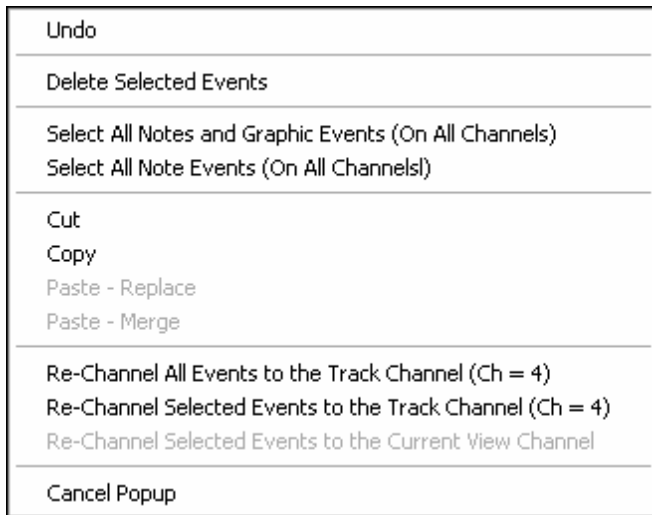 Undo
Delete Selected Events
Select All Notes and Graphic Events (On All Channels)
Select All Note Events (On All Channelsl)
Cut
Copy
Paste - Replace
Paste - Merge
Re-Channel All Events to the Track Channel (Ch = 4)
Re-Channel Selected Events to the Track Channel (Ch = 4)
Re-Channel Selected Events to the Current View Channel
Cancel Popup